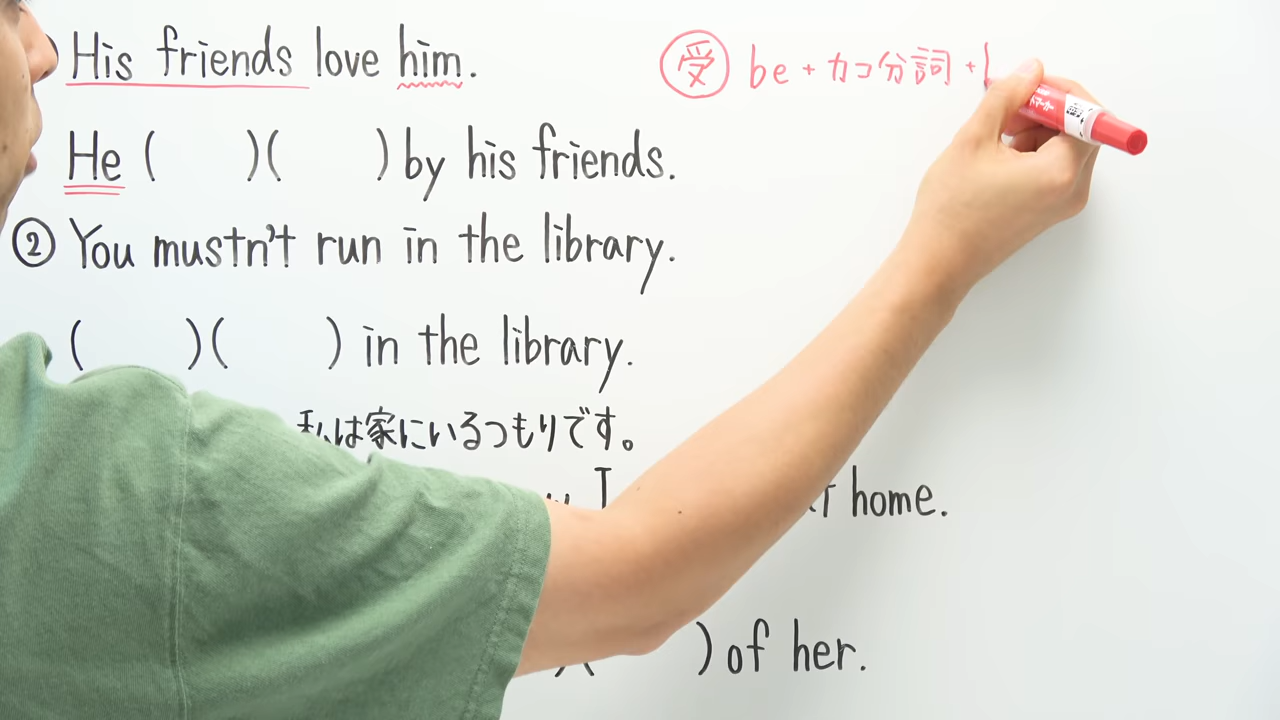 His friends love him.
受 be + カコ分詞 +
He ( )( ) by his friends.
② You mustn't run in the library.
( )( ) in the library.
私は家にいるつもりです。
I home.
)( ) of her.